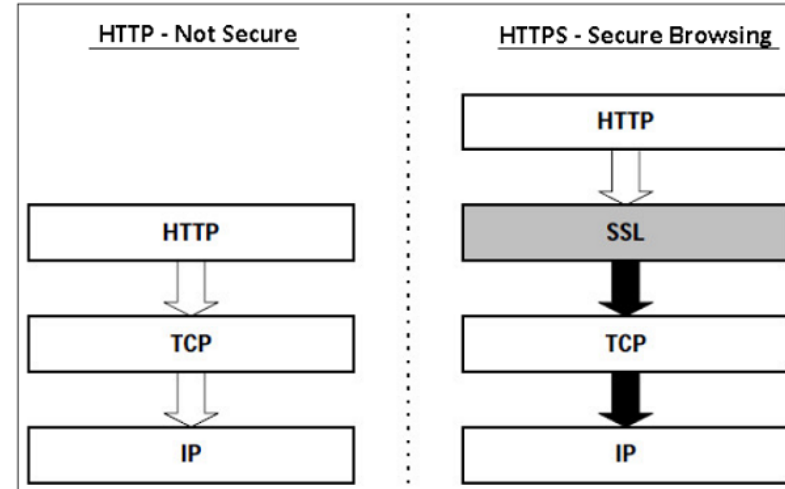 HTTP - Not Secure
HTTP
TCP
IP
HTTPS - Secure Browsing
HTTP
SSL
TCP
IP